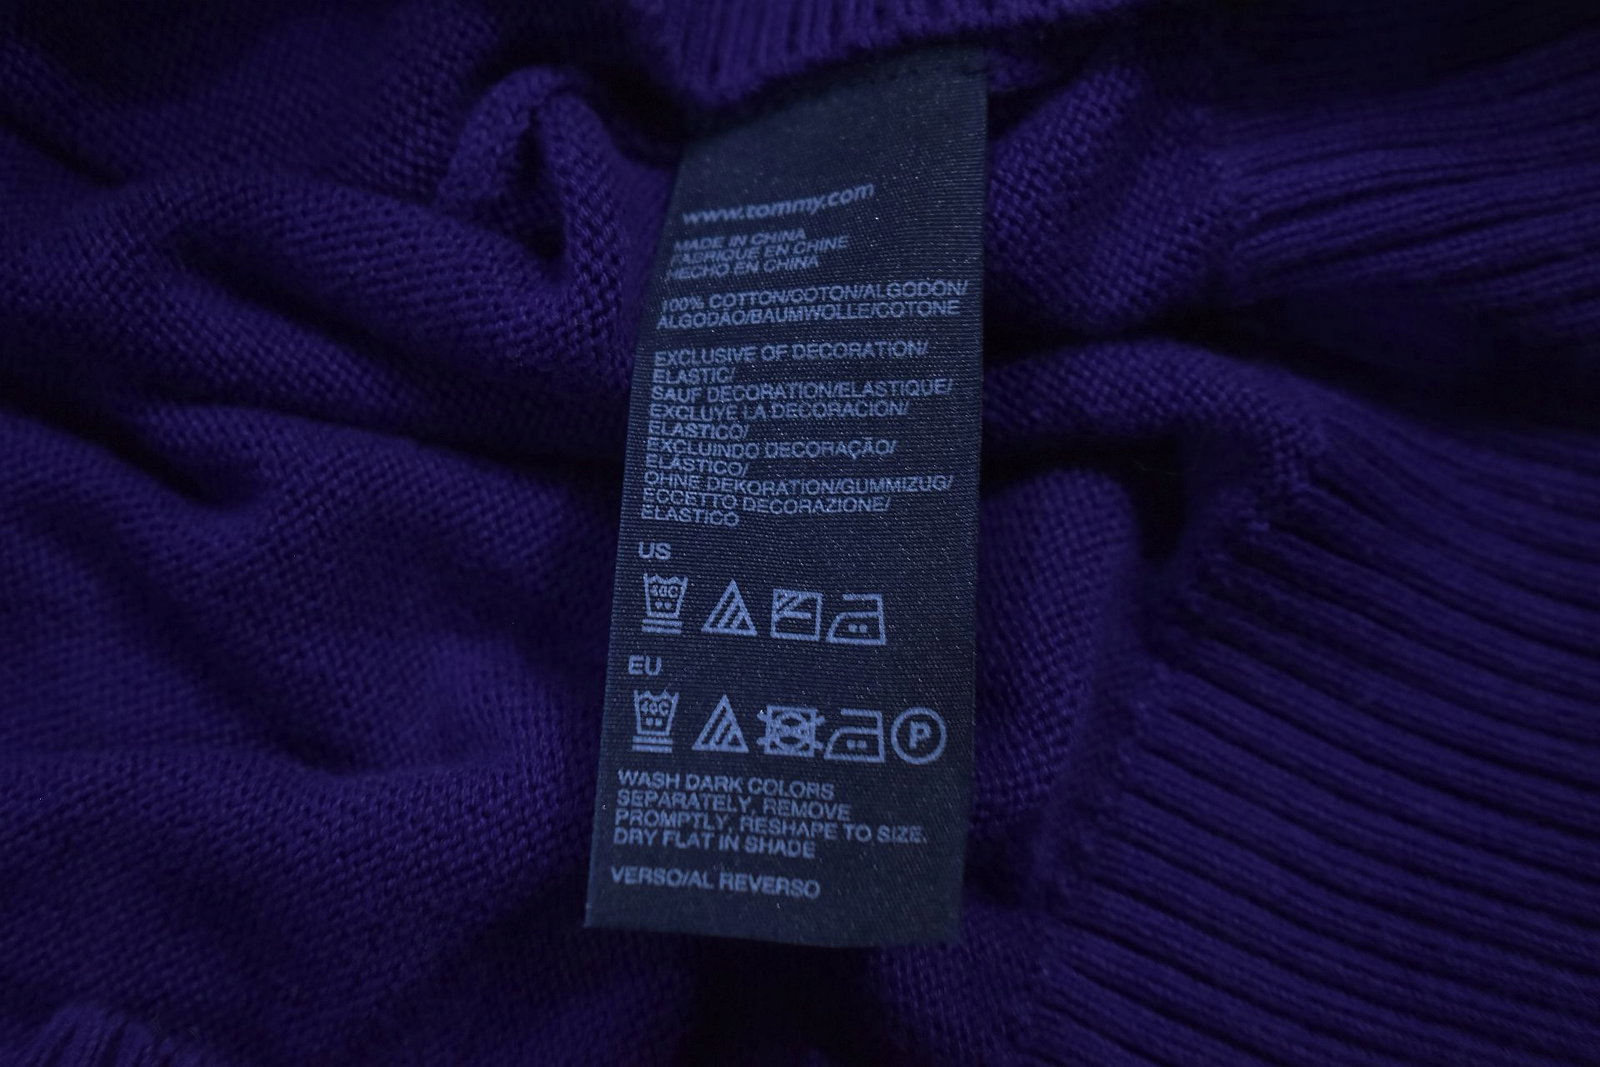 www.tommy.com
MADE IN CHINA
FABRIQUE EN CHINE
HECHO EN CHINA
100% COTTON/COTON/ALGODÓN/
ALGODÃO/BAUMWOLLE/COTONE
EXCLUSIVE OF DECORATION/
ELASTIC/
SAUF DECORATION/ELASTIQUE/
EXCLUYE LA DECORACION/
ELASTICO/
EXCLUINDO DECORAÇÃO/
ELASTICO/
OHNE DEKORATION/GUMMIZUG/
ECCETTO DECORAZIONE/
ELASTICO
US
EU
P
WASH DARK COLORS
SEPARATELY, REMOVE
PROMPTLY, RESHAPE TO SIZE.
DRY FLAT IN SHADE
VERSO/AL REVERSO